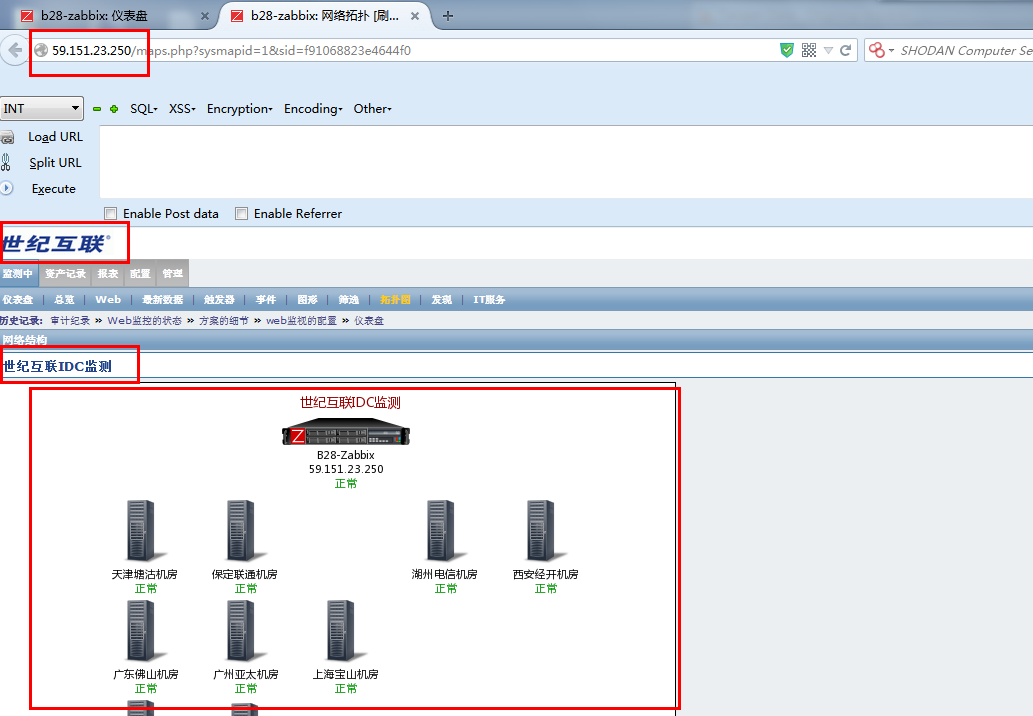 b28-zabbix: 仪表盘
b28-zabbix: 网络拓扑 [刷...
59.151.23.250/maps.php?sysmapid=1&sid=f91068823e4644f0
SHODAN Computer Se
INT SQL XSS Encryption Encoding Other
Load URL
Split URL
Execute
Enable Post data Enable Referrer
世纪互联
监测中 资产记录 报表 配置 管理
仪表盘 | 总览 | Web | 最新数据 | 触发器 | 事件 | 图形 | 筛选 | 拓扑图 | 发现 | IT服务
历史记录: 审计纪录 » Web监控的状态 » 方案的细节 » web监视的配置 » 仪表盘
网络结构
世纪互联IDC监测
世纪互联IDC监测
Z
B28-Zabbix
59.151.23.250
正常
天津塘沽机房 保定联通机房 湖州电信机房 西安经开机房
正常 正常 正常 正常
广东佛山机房 广州亚太机房 上海宝山机房
正常 正常 正常